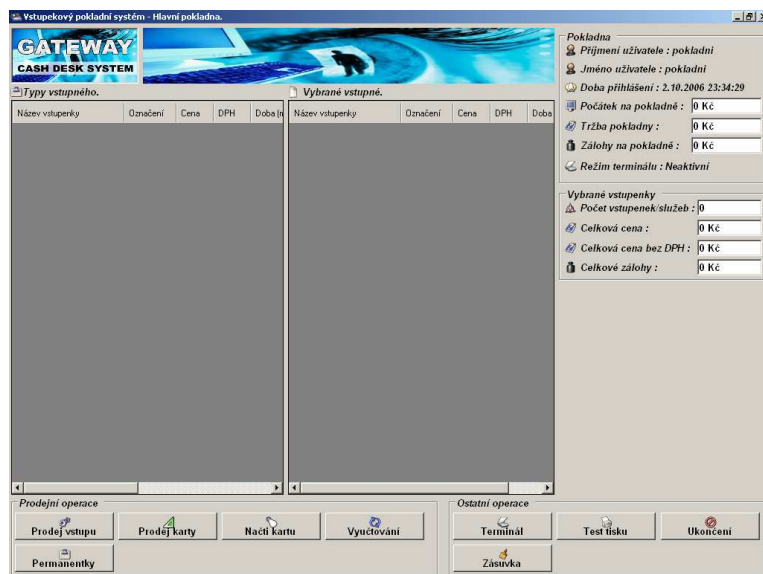 Vstupekový pokladní systém - Hlavní pokladna.
GATEWAY
CASH DESK SYSTEM
Typy vstupného.
Název vstupenky Označení Cena DPH Doba (n
Vybrané vstupné.
Název vstupenky Označení Cena DPH Doba
Pokladna
Příjmení uživatele : pokladni
Jméno uživatele : pokladni
Doba přihlášení : 2.10.2006 23:34:29
Počátek na pokladně : 0 Kč
Tržba pokladny : 0 Kč
Zálohy na pokladně : 0 Kč
Režim terminálu : Neaktivní
Vybrané vstupenky
Počet vstupenek/služeb : 0
Celková cena : 0 Kč
Celková cena bez DPH : 0 Kč
Celkové zálohy : 0 Kč
Prodejní operace
Prodej vstupu
Prodej karty
Načti kartu
Vyučtování
Permanentky
Ostatní operace
Terminál
Test tisku
Ukončení
Zásuvka